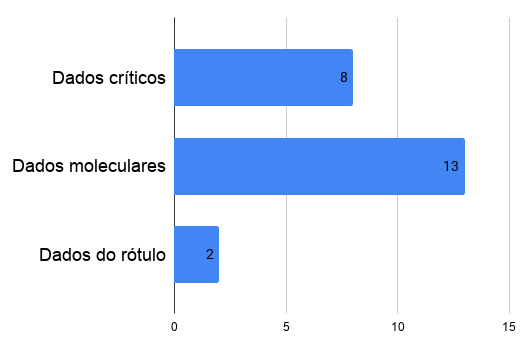 Dados críticos 8
Dados moleculares 13
Dados do rótulo 2
0 5 10 15